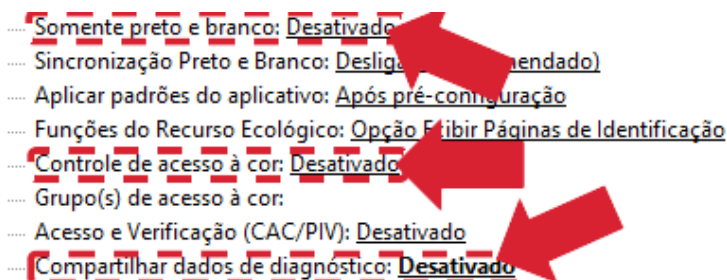 Somente preto e branco: Desativado
Sincronização Preto e Branco:
Aplicar padrões do aplicativo: Após pré-configuração
Funções do Recurso Ecológico: Opção Exibir Páginas de Identificação
Controle de acesso à cor: Desativado
Grupo(s) de acesso à cor:
Acesso e Verificação (CAC/PIV): Desativado
Compartilhar dados de diagnóstico: Desativado